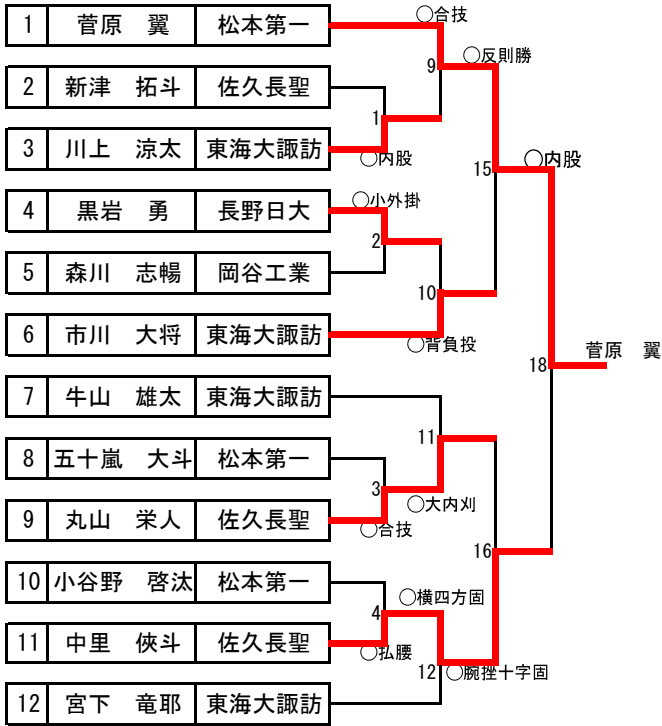 1 菅原　翼 松本第一
2 新津　拓斗 佐久長聖
3 川上　涼太 東海大諏訪
4 黒岩　勇 長野日大
5 森川　志暢 岡谷工業
6 市川　大将 東海大諏訪
7 牛山　雄太 東海大諏訪
8 五十嵐　大斗 松本第一
9 丸山　栄人 佐久長聖
10 小谷野　啓汰 松本第一
11 中里　俠斗 佐久長聖
12 宮下　竜耶 東海大諏訪
1
○内股
○小外掛
2
3
○合技
4
○払腰
○合技
9
10
○背負投
11
○大内刈
○横四方固
12
○反則勝
15
16
○腕挫十字固
○内股
18
菅原　翼